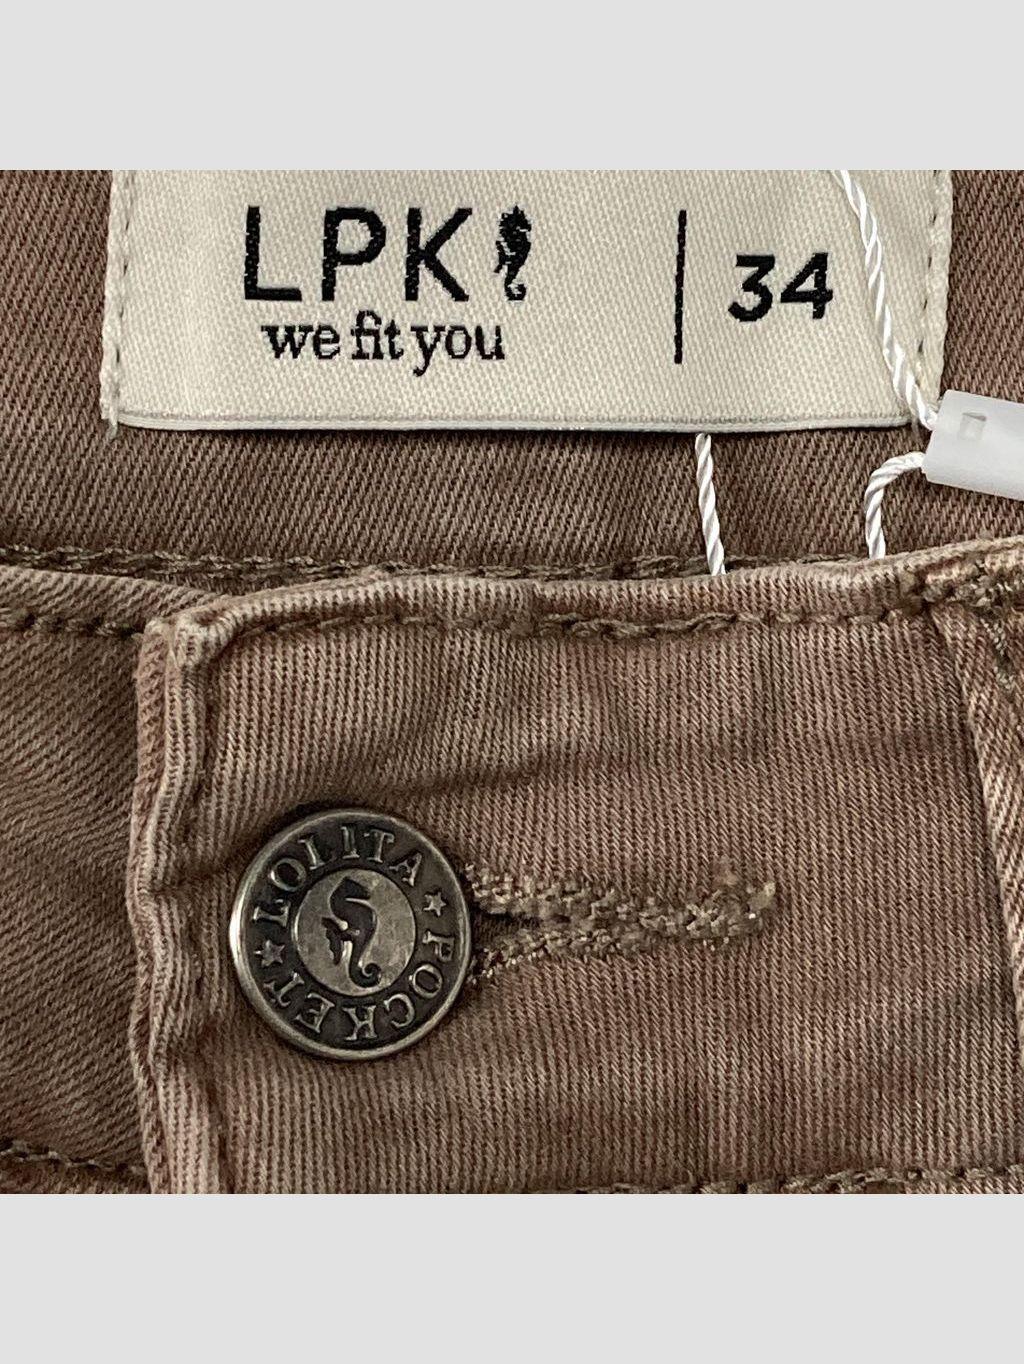 LPK
we fit you
34
LOLITA
POCKET